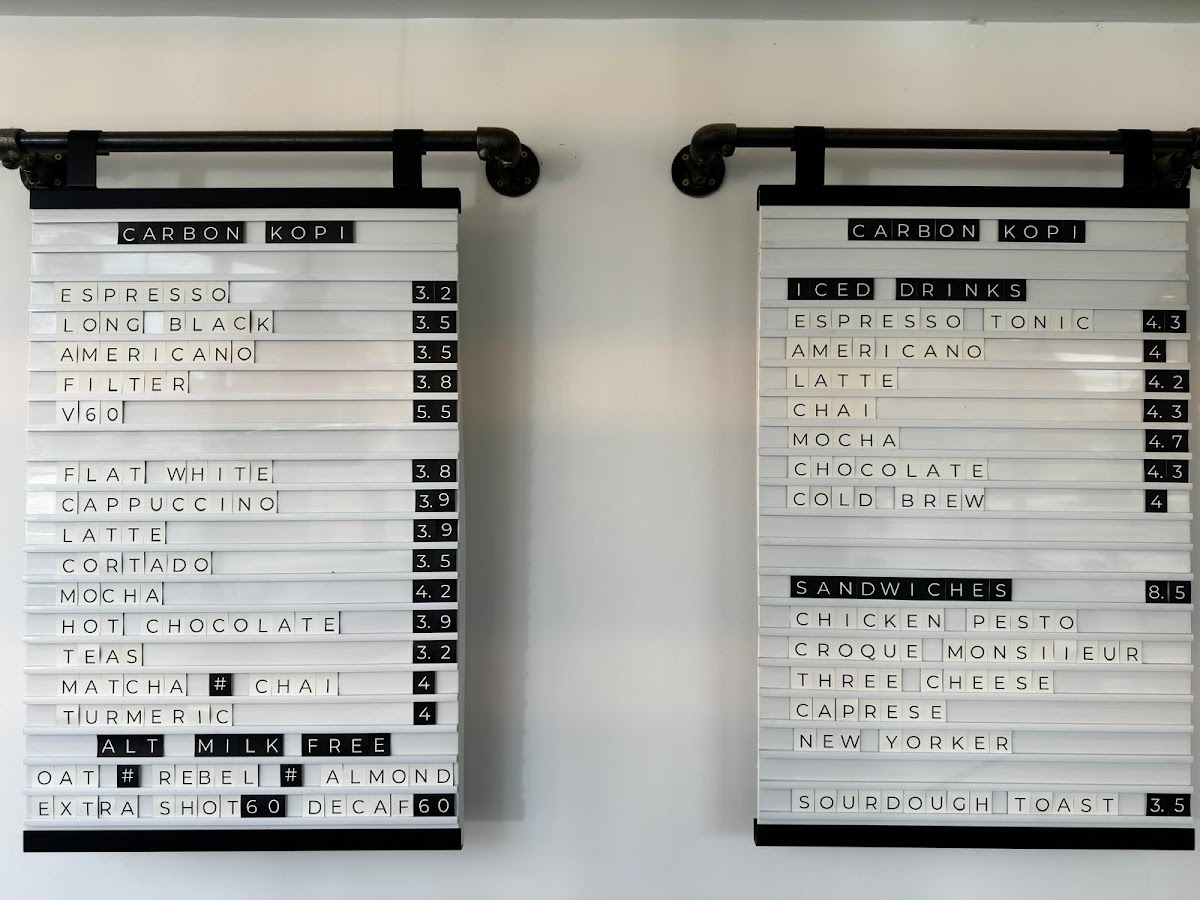 CARBON KOPI
ESPRESSO 3.2
LONG BLACK 3.5
AMERICANO 3.5
FILTER 3.8
V60 5.5
FLAT WHITE 3.8
CAPPUCCINO 3.9
LATTE 3.9
CORTADO 3.5
MOCHA 4.2
HOT CHOCOLATE 3.9
TEAS 3.2
MATCHA # CHAI 4
TURMERIC 4
ALT MILK FREE
OAT # REBEL # ALMOND
EXTRA SHOT60 DECAF60
CARBON KOPI
ICED DRINKS
ESPRESSO TONIC 4.3
AMERICANO 4
LATTE 4.2
CHAI 4.3
MOCHA 4.7
CHOCOLATE 4.3
COLD BREW 4
SANDWICHES 8.5
CHICKEN PESTO
CROQUE MONSIIEUR
THREE CHEESE
CAPRESE
NEW YORKER
SOURDOUGH TOAST 3.5